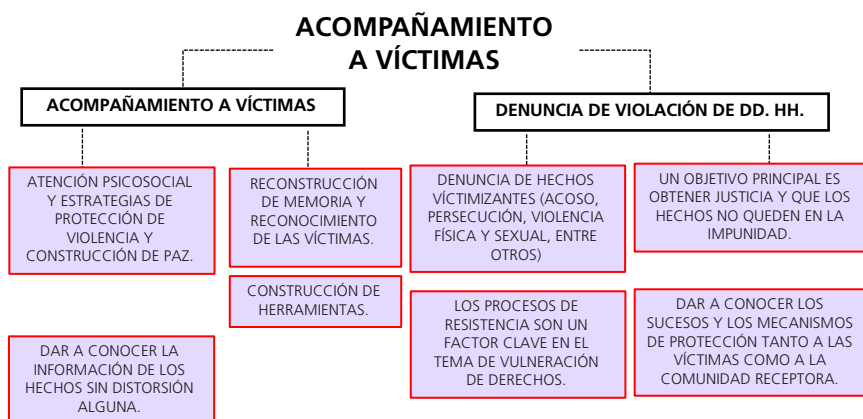 ACOMPAÑAMIENTO
A VÍCTIMAS
ACOMPAÑAMIENTO A VÍCTIMAS
DENUNCIA DE VIOLACIÓN DE DD. HH.
ATENCIÓN PSICOSOCIAL
Y ESTRATEGIAS DE
PROTECCIÓN DE
VIOLENCIA Y
CONSTRUCCIÓN DE PAZ.
RECONSTRUCCIÓN
DE MEMORIA Y
RECONOCIMIENTO
DE LAS VÍCTIMAS.
DENUNCIA DE HECHOS
VÍCTIMIZANTES (ACOSO,
PERSECUCIÓN, VIOLENCIA
FÍSICA Y SEXUAL, ENTRE
OTROS)
UN OBJETIVO PRINCIPAL ES
OBTENER JUSTICIA Y QUE LOS
HECHOS NO QUEDEN EN LA
IMPUNIDAD.
CONSTRUCCIÓN DE
HERRAMIENTAS.
DAR A CONOCER LA
INFORMACIÓN DE LOS
HECHOS SIN DISTORSIÓN
ALGUNA.
LOS PROCESOS DE
RESISTENCIA SON UN
FACTOR CLAVE EN EL
TEMA DE VULNERACIÓN
DE DERECHOS.
DAR A CONOCER LOS
SUCESOS Y LOS MECANISMOS
DE PROTECCIÓN TANTO A LAS
VÍCTIMAS COMO A LA
COMUNIDAD RECEPTORA.